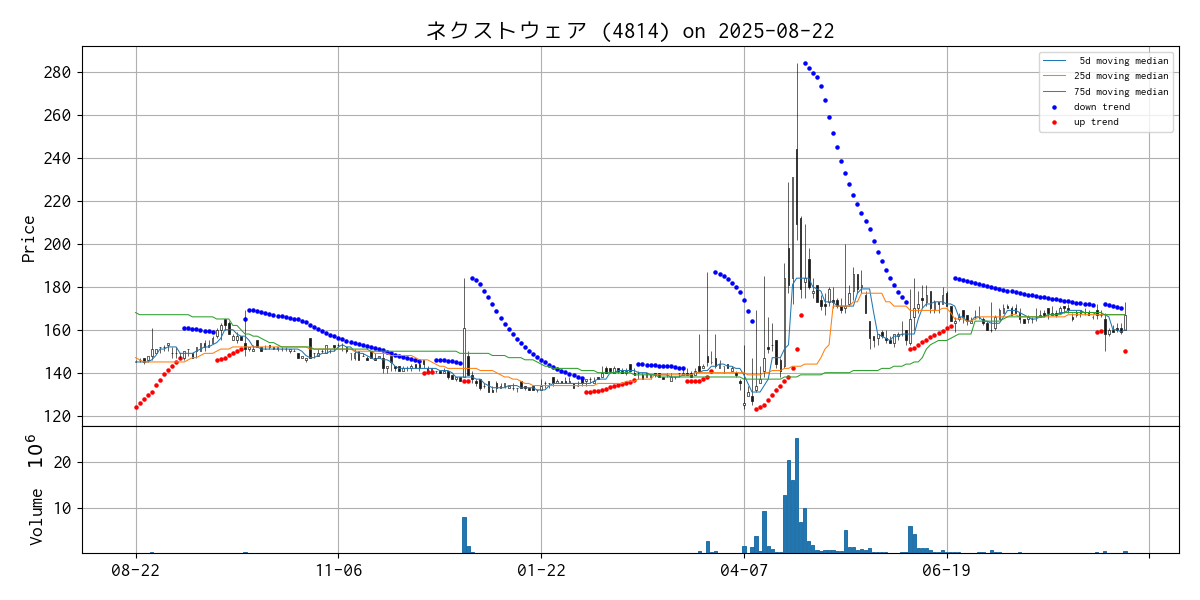 ネクストウェア (4814) on 2025-08-22
5d moving median
25d moving median
75d moving median
down trend
up trend
Price
280
260
240
220
200
180
160
140
120
Volume 10^6
20
10
08-22
11-06
01-22
04-07
06-19